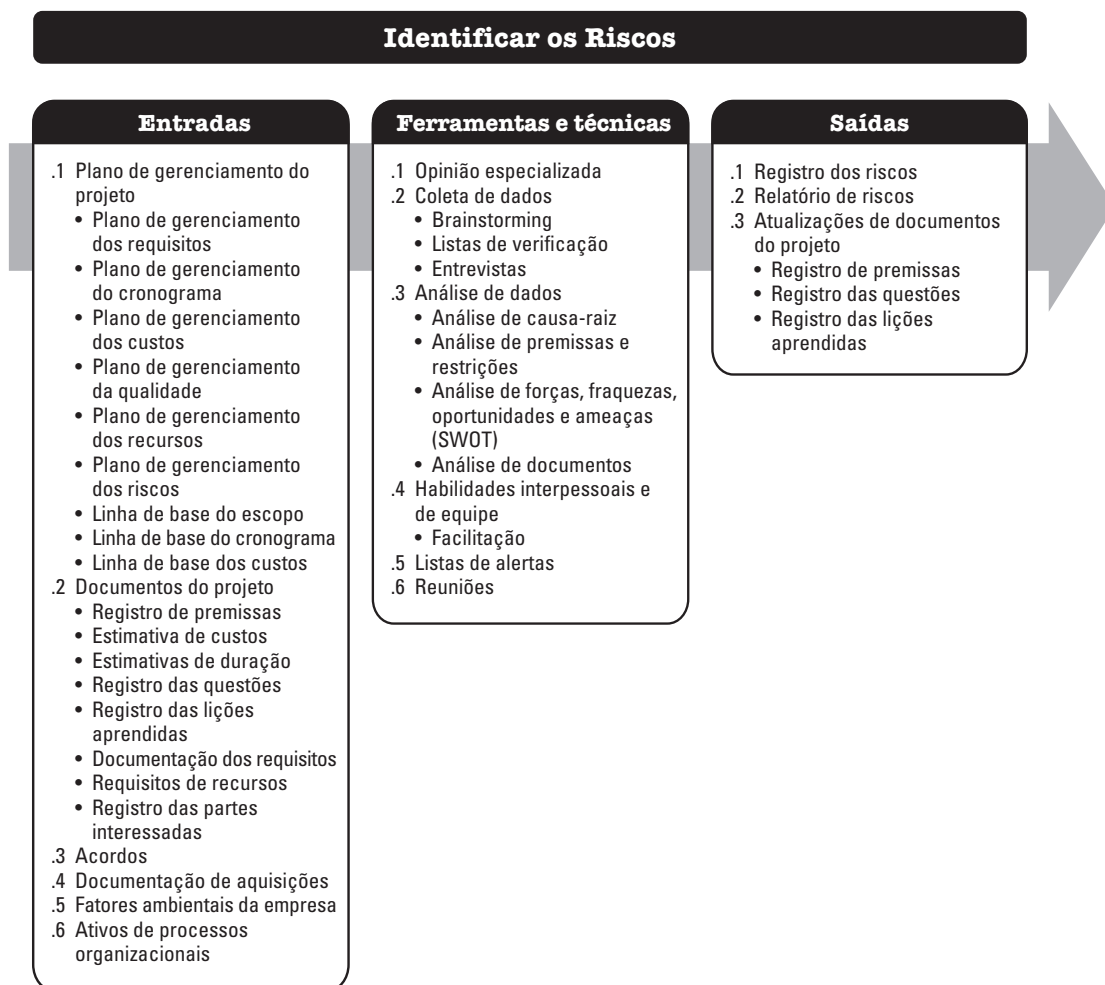 Identificar os Riscos
Entradas
.1 Plano de gerenciamento do
projeto
• Plano de gerenciamento
dos requisitos
• Plano de gerenciamento
do cronograma
• Plano de gerenciamento
dos custos
• Plano de gerenciamento
da qualidade
• Plano de gerenciamento
dos recursos
• Plano de gerenciamento
dos riscos
• Linha de base do escopo
• Linha de base do cronograma
• Linha de base dos custos
.2 Documentos do projeto
• Registro de premissas
• Estimativa de custos
• Estimativas de duração
• Registro das questões
• Registro das lições
aprendidas
• Documentação dos requisitos
• Requisitos de recursos
• Registro das partes
interessadas
.3 Acordos
.4 Documentação de aquisições
.5 Fatores ambientais da empresa
.6 Ativos de processos
organizacionais
Ferramentas e técnicas
.1 Opinião especializada
.2 Coleta de dados
• Brainstorming
• Listas de verificação
• Entrevistas
.3 Análise de dados
• Análise de causa-raiz
• Análise de premissas e
restrições
• Análise de forças, fraquezas,
oportunidades e ameaças
(SWOT)
• Análise de documentos
.4 Habilidades interpessoais e
de equipe
• Facilitação
.5 Listas de alertas
.6 Reuniões
Saídas
.1 Registro dos riscos
.2 Relatório de riscos
.3 Atualizações de documentos
do projeto
• Registro de premissas
• Registro das questões
• Registro das lições
aprendidas